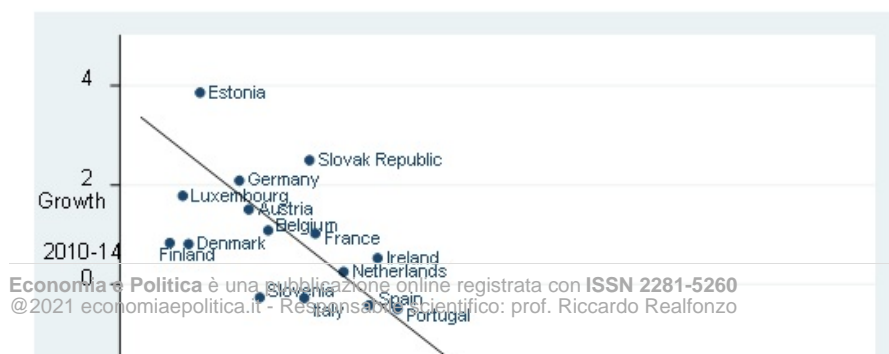 4
Estonia
Slovak Republic
2
Germany
Growth
Luxembourg
Austria
Belgium
France
2010-14
Denmark
Finland
Ireland
Netherlands
0
Economia e Politica è una pubblicazione online registrata con ISSN 2281-5260
Slovenia
Spain
@2021 economiaepolitica.it - Responsabile scientifico: prof. Riccardo Realfonzo
Italy
Portugal